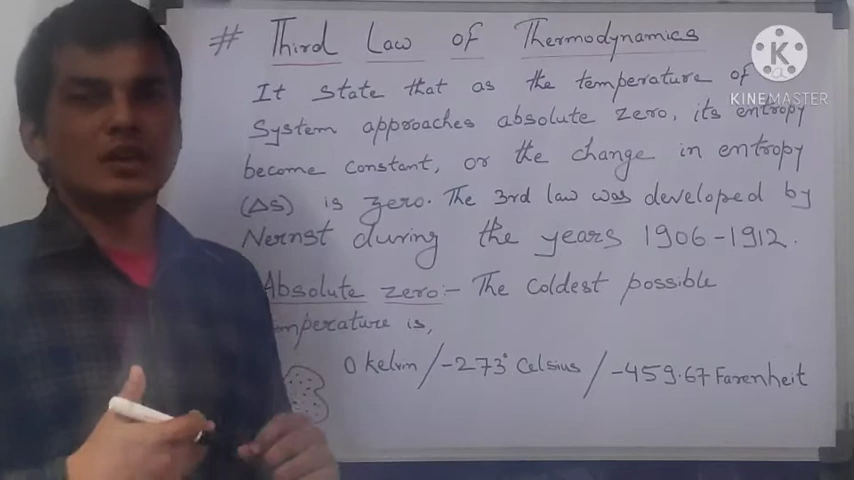 # Third Law of Thermodynamics
It state that as the temperature of
System approaches absolute zero, its entropy
become constant, or the change in entropy
(ΔS) is zero. The 3rd law was developed by
Nernst during the years 1906-1912.
Absolute zero:- The coldest possible
mperature is,
0 Kelvin/-273° Celsius/-459.67 Farenheit
K
KINEMASTER